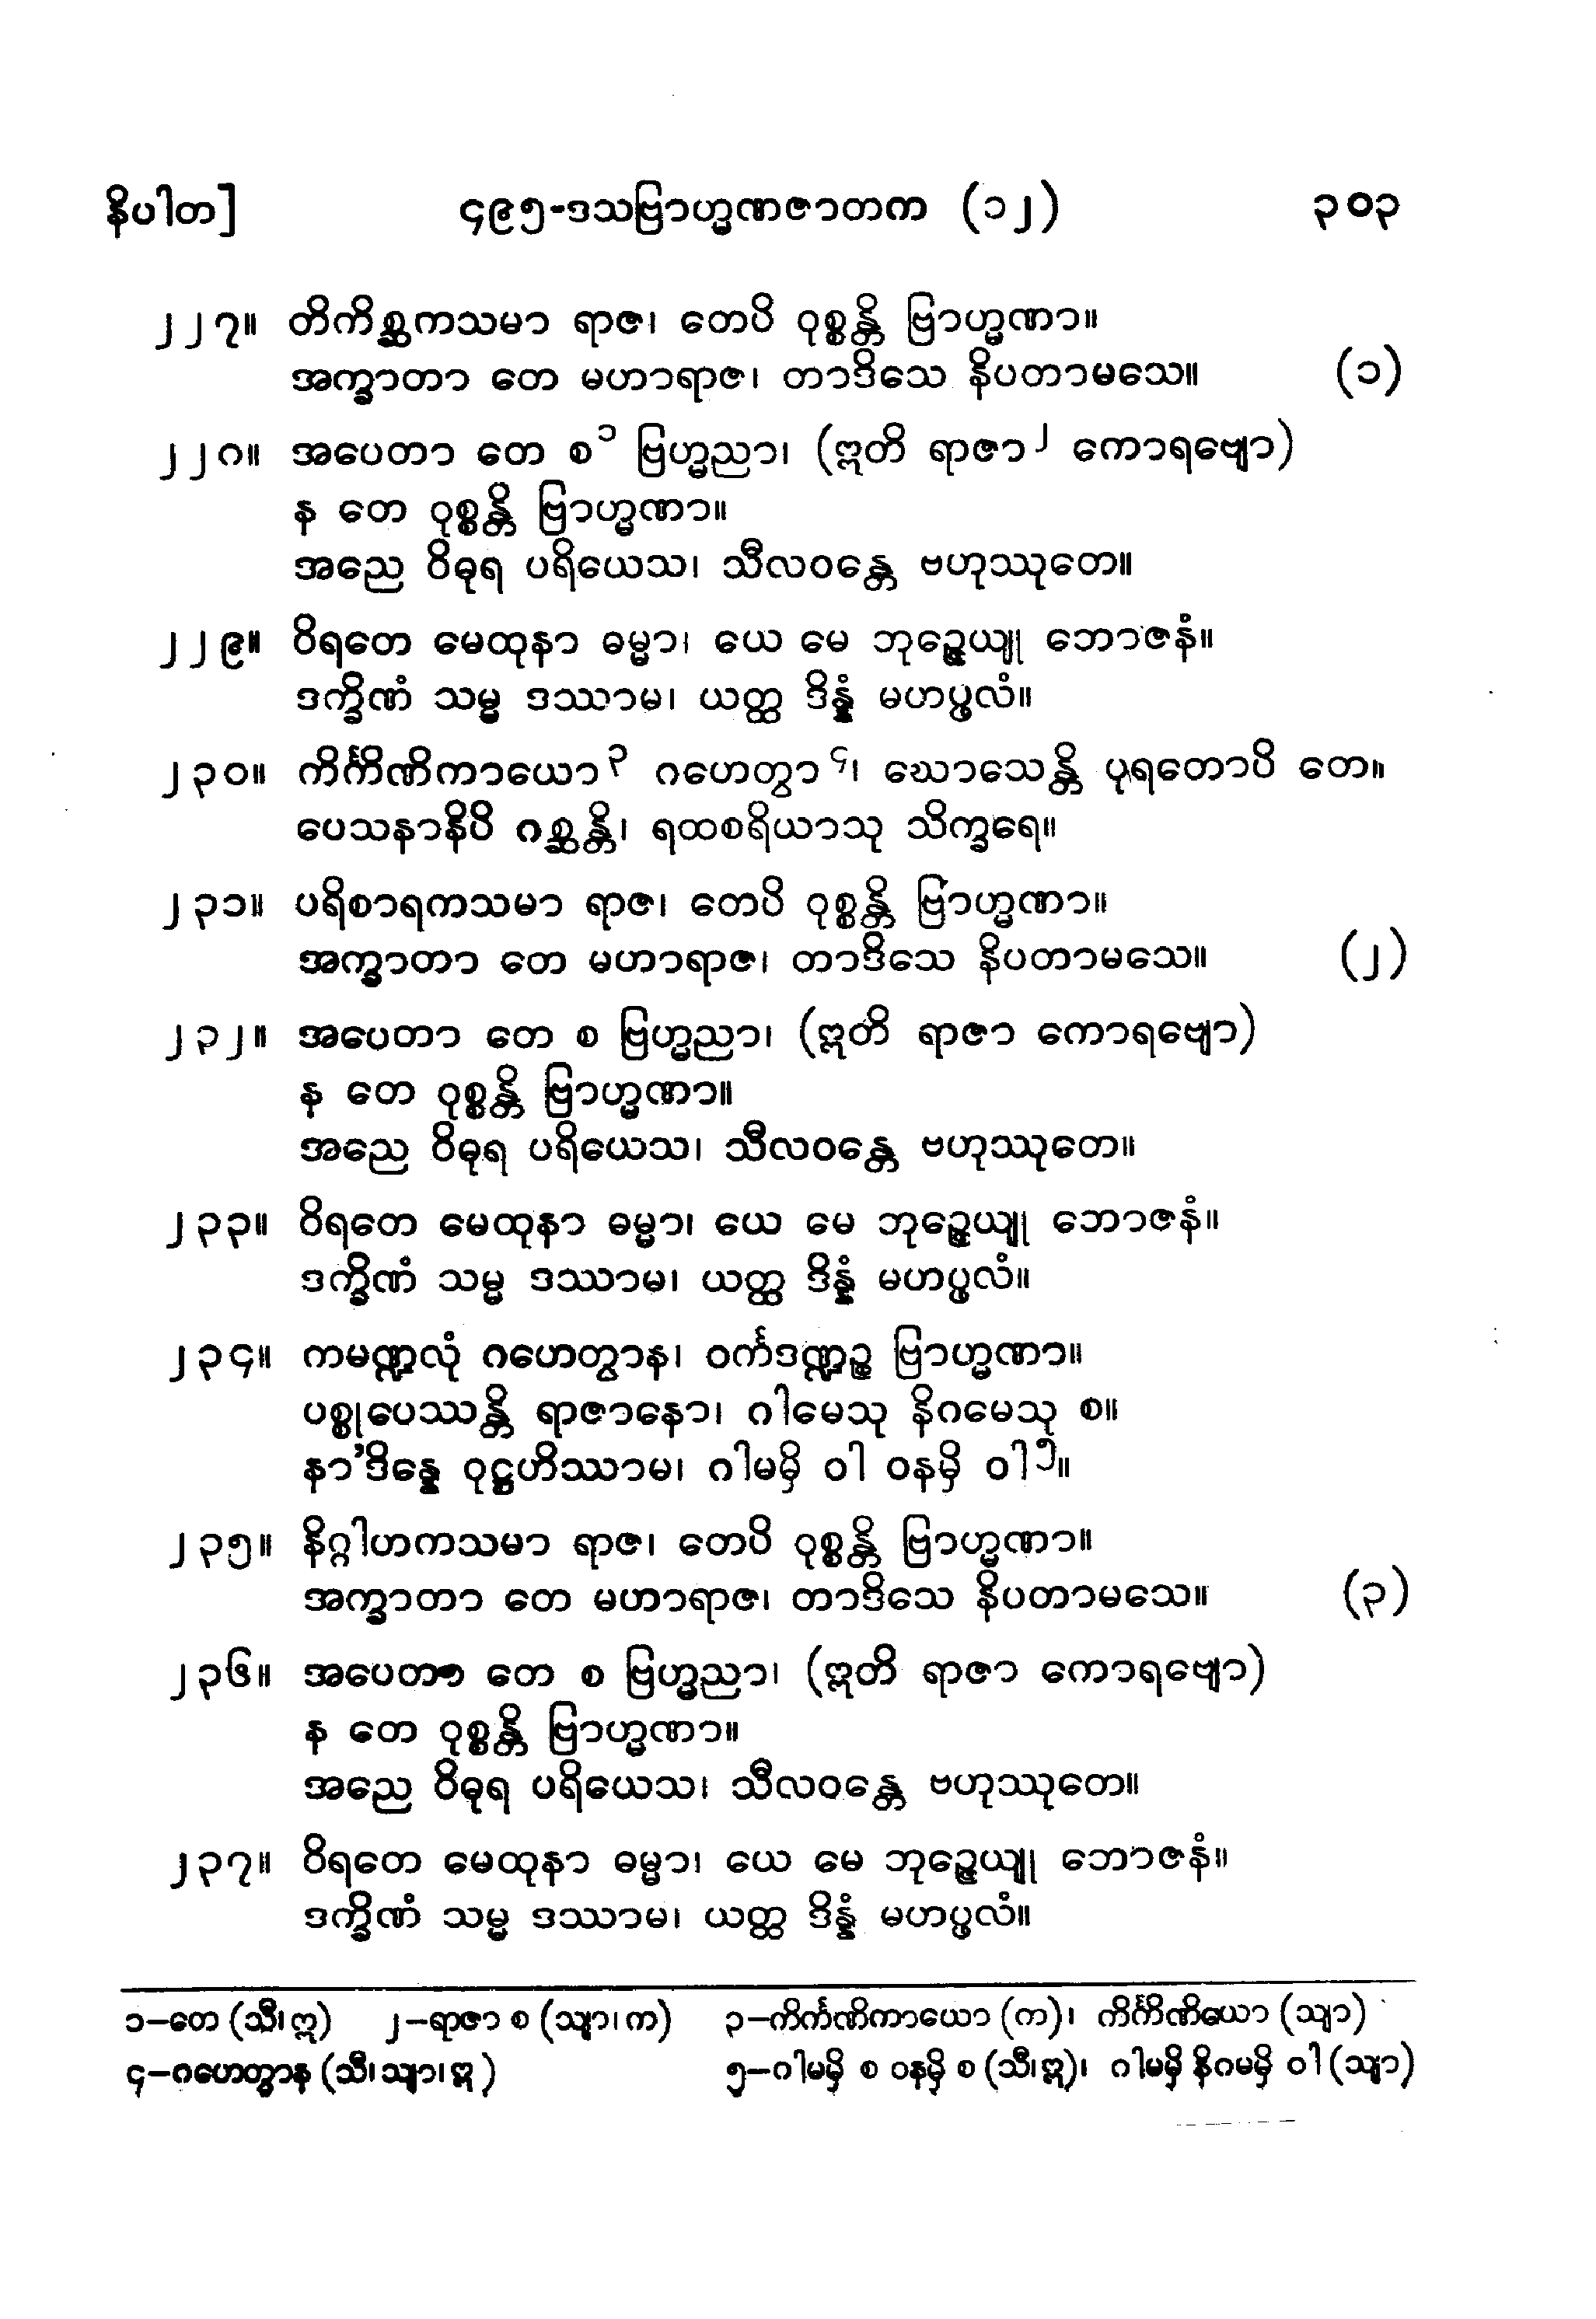 နိပါတ] ၄၉၅-ဒသဗြာဟ္မဏဇာတက (၁၂) ၃၀၃
၂၂၇။ တိကိစ္ဆကသမာ ရာဇ၊ တေပိ ဝုစ္စန္တိ ဗြာဟ္မဏာ။
အက္ခာတာ တေ မဟာရာဇ၊ တာဒိသေ နိပတာမသေ။ (၁)
၂၂၈။ အပေတာ တေ စ၁ ဗြဟ္မညာ၊ (ဣတိ ရာဇာ၂ ကောရဗျော)
န တေ ဝုစ္စန္တိ ဗြာဟ္မဏာ။
အညေ ဝိဓုရ ပရိယေသ၊ သီလဝန္တေ ဗဟုဿုတေ။
၂၂၉။ ဝိရတေ မေထုနာ ဓမ္မာ၊ ယေ မေ ဘုဉ္ဇေယျု ဘောဇနံ။
ဒက္ခိဏံ သမ္မ ဒဿာမ၊ ယတ္ထ ဒိန္နံ မဟပ္ဖလံ။
၂၃၀။ ကိင်္ကိဏိကာယော၃ ဂဟေတွာ၄၊ ဃောသေန္တိ ပုရတောပိ တေ။
ပေသနာနိပိ ဂစ္ဆန္တိ၊ ရထစရိယာသု သိက္ခရေ။
၂၃၁။ ပရိစာရကသမာ ရာဇ၊ တေပိ ဝုစ္စန္တိ ဗြာဟ္မဏာ။
အက္ခာတာ တေ မဟာရာဇ၊ တာဒိသေ နိပတာမသေ။ (၂)
၂၃၂။ အပေတာ တေ စ ဗြဟ္မညာ၊ (ဣတိ ရာဇာ ကောရဗျော)
န တေ ဝုစ္စန္တိ ဗြာဟ္မဏာ။
အညေ ဝိဓုရ ပရိယေသ၊ သီလဝန္တေ ဗဟုဿုတေ။
၂၃၃။ ဝိရတေ မေထုနာ ဓမ္မာ၊ ယေ မေ ဘုဉ္ဇေယျု ဘောဇနံ။
ဒက္ခိဏံ သမ္မ ဒဿာမ၊ ယတ္ထ ဒိန္နံ မဟပ္ဖလံ။
၂၃၄။ ကမဏ္ဍလုံ ဂဟေတွာန၊ ဝင်္ကဒဏ္ဍဉ္စ ဗြာဟ္မဏာ။
ပစ္စုပေဿန္တိ ရာဇာနော၊ ဂါမေသု နိဂမေသု စ။
နာ’ဒိန္နေ ဝုဋ္ဌဟိဿာမ၊ ဂါမမှိ ဝါ ဝနမှိ ဝါ၅။
၂၃၅။ နိဂ္ဂါဟကသမာ ရာဇ၊ တေပိ ဝုစ္စန္တိ ဗြာဟ္မဏာ။
အက္ခာတာ တေ မဟာရာဇ၊ တာဒိသေ နိပတာမသေ။ (၃)
၂၃၆။ အပေတာ တေ စ ဗြဟ္မညာ၊ (ဣတိ ရာဇာ ကောရဗျော)
န တေ ဝုစ္စန္တိ ဗြာဟ္မဏာ။
အညေ ဝိဓုရ ပရိယေသ၊ သီလဝန္တေ ဗဟုဿုတေ။
၂၃၇။ ဝိရတေ မေထုနာ ဓမ္မာ၊ ယေ မေ ဘုဉ္ဇေယျု ဘောဇနံ။
ဒက္ခိဏံ သမ္မ ဒဿာမ၊ ယတ္ထ ဒိန္နံ မဟပ္ဖလံ။
၁–တေ (သီ၊ ဣ) ၂–ရာဇာ စ (သျာ၊ က) ၃–ကိင်္ကဏိကာယော (က)၊ ကိင်္ကိဏိယော (သျာ)
၄–ဂဟေတွာန (သီ၊ သျာ၊ ဣ) ၅–ဂါမမှိ စ ဝနမှိ စ (သီ၊ ဣ)၊ ဂါမမှိ နိဂမမှိ ဝါ (သျာ)